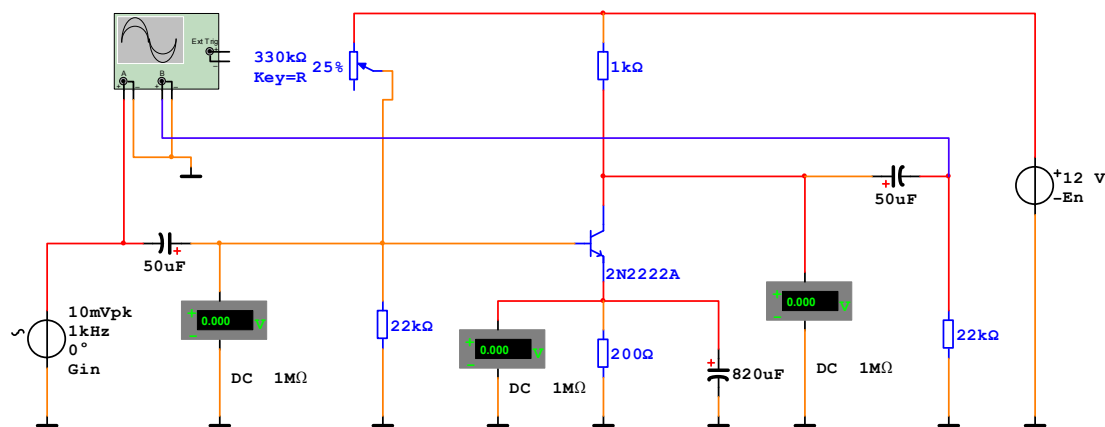 Ext Trig
+
-
A
B
+ -
+ -
330kΩ
Key=R
25%
1kΩ
+
12 V
-
En
+
50uF
+
50uF
2N2222A
10mVpk
1kHz
0°
Gin
+
0.000
V
-
DC 1MΩ
22kΩ
+
0.000
V
-
DC 1MΩ
200Ω
+
820uF
+
0.000
V
-
DC 1MΩ
22kΩ